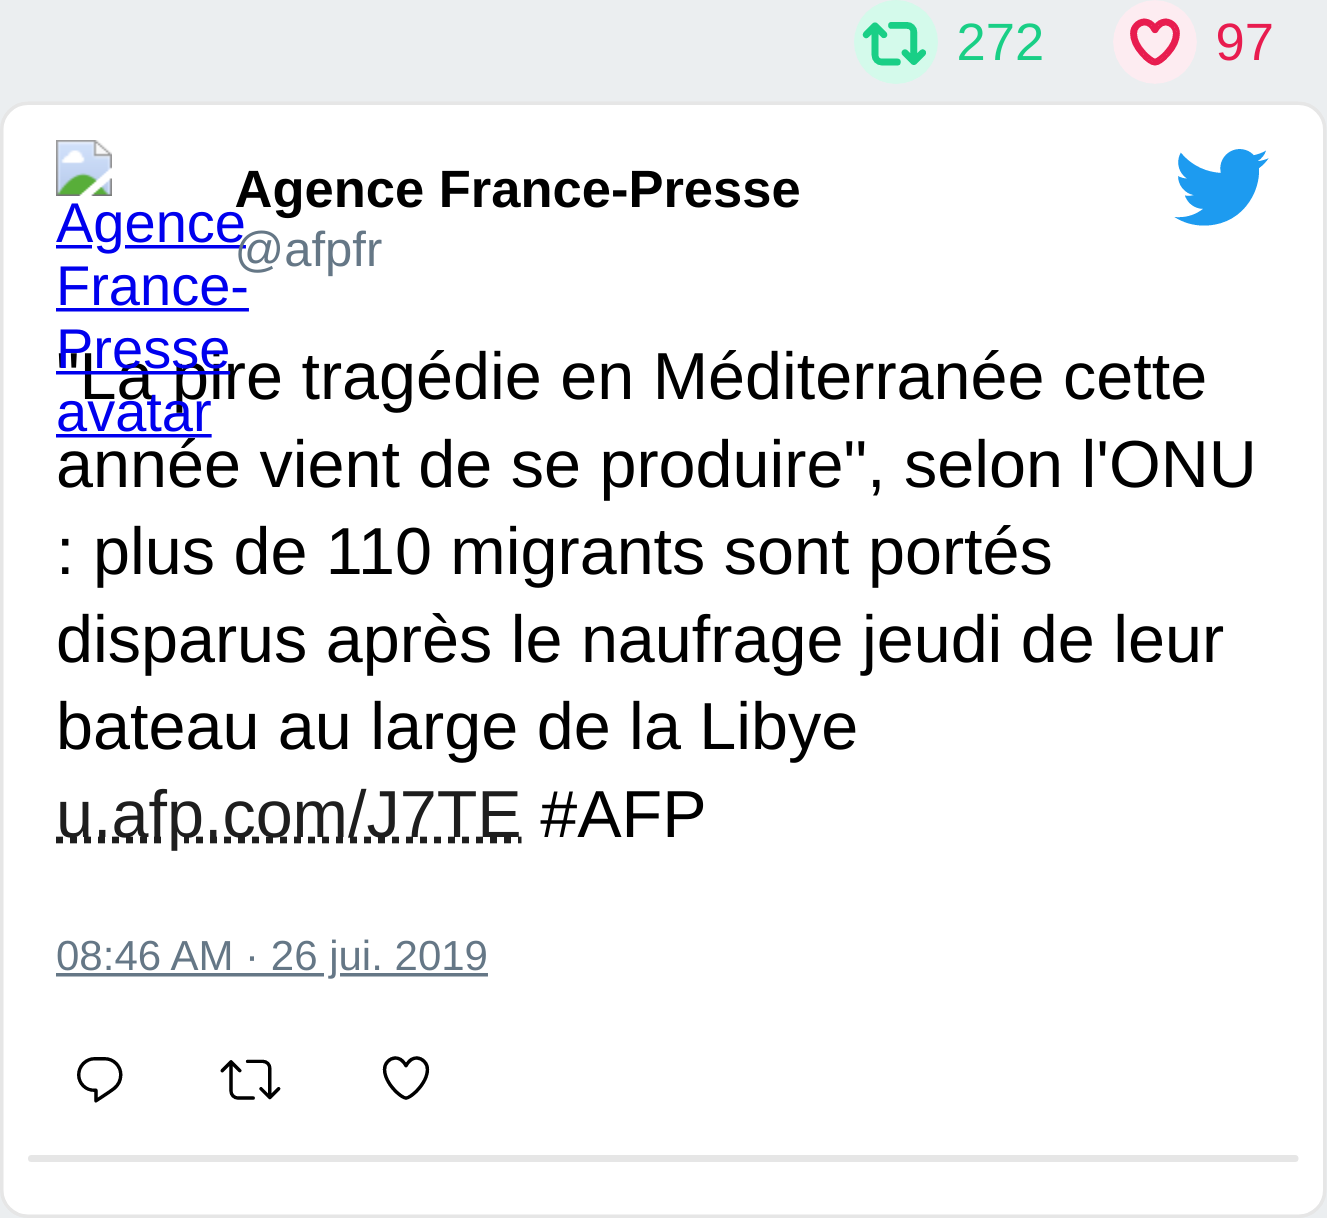 272 97
Agence France-Presse
@afpfr
Agence
France-
Presse
avatar
"La pire tragédie en Méditerranée cette
année vient de se produire", selon l'ONU
: plus de 110 migrants sont portés
disparus après le naufrage jeudi de leur
bateau au large de la Libye
u.afp.com/J7TE #AFP
08:46 AM · 26 jui. 2019